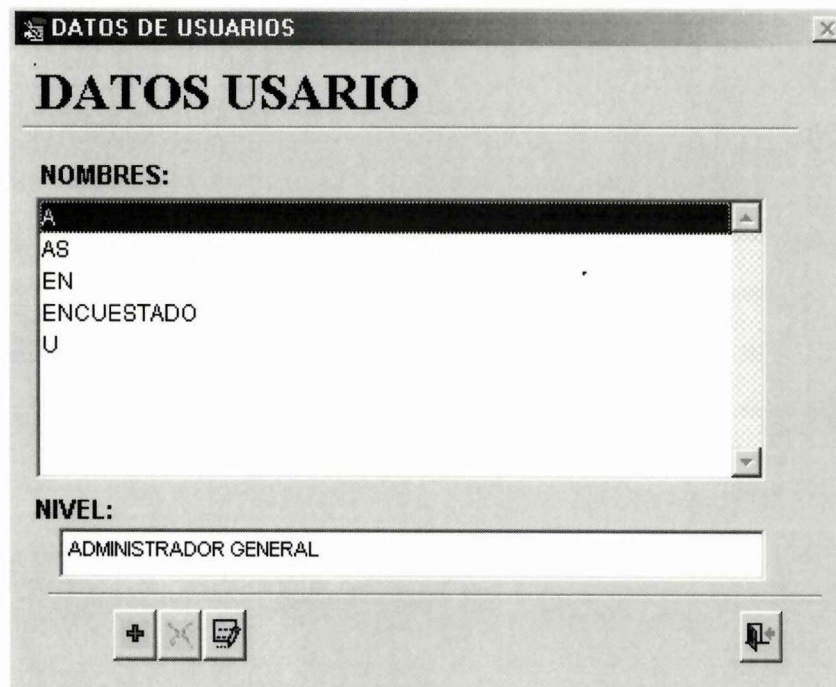 DATOS DE USUARIOS
DATOS USARIO
NOMBRES:
A
AS
EN
ENCUESTADO
U
NIVEL:
ADMINISTRADOR GENERAL